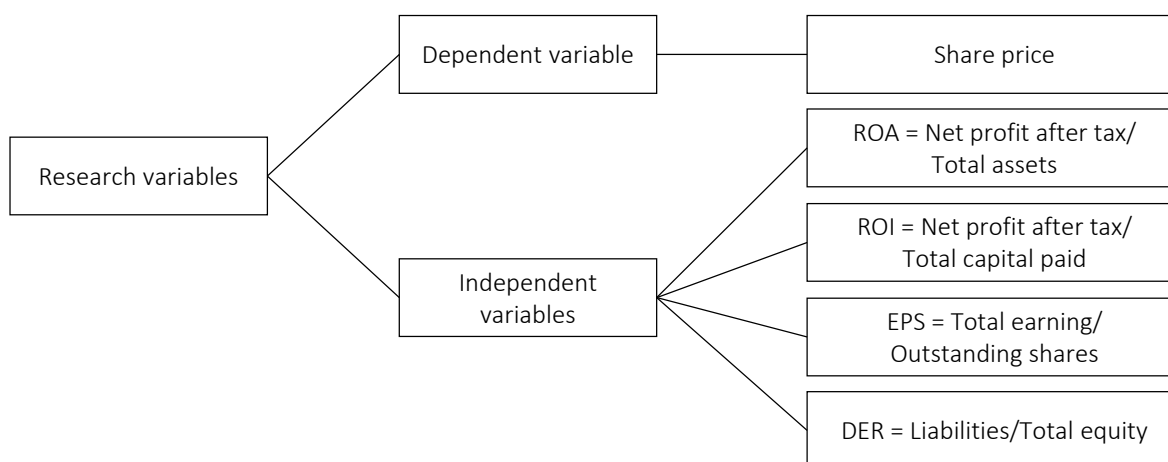 Dependent variable
Share price
Research variables
ROA = Net profit after tax/
Total assets
ROI = Net profit after tax/
Total capital paid
Independent
variables
EPS = Total earning/
Outstanding shares
DER = Liabilities/Total equity